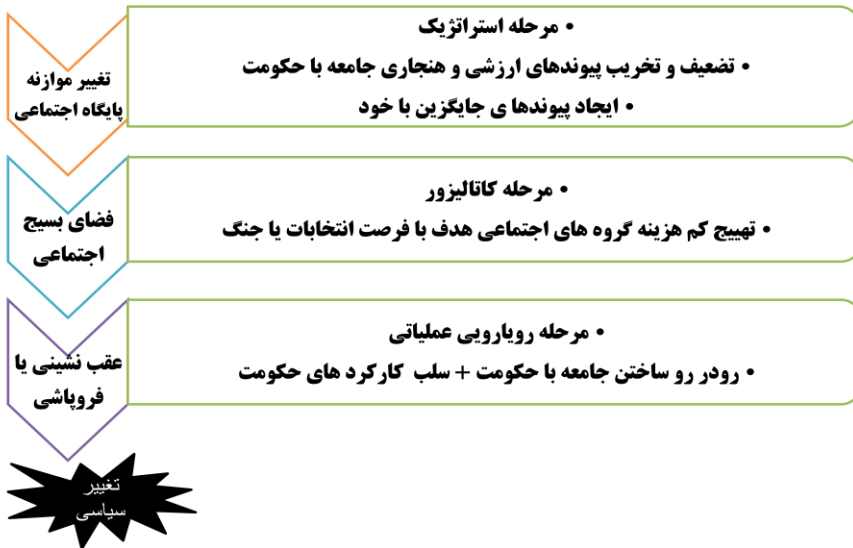 تغییر موازنه
پایگاه اجتماعی
• مرحله استراتژیک
• تضعیف و تخریب پیوندهای ارزشی و هنجاری جامعه با حکومت
• ایجاد پیوندها ی جایگزین با خود
فضای بسیج
اجتماعی
• مرحله کاتالیزور
• تهییج کم هزینه گروه های اجتماعی هدف با فرصت انتخابات یا جنگ
عقب نشینی یا
فروپاشی
• مرحله رویارویی عملیاتی
• رودر رو ساختن جامعه با حکومت + سلب کارکرد های حکومت
تغییر
سیاسی